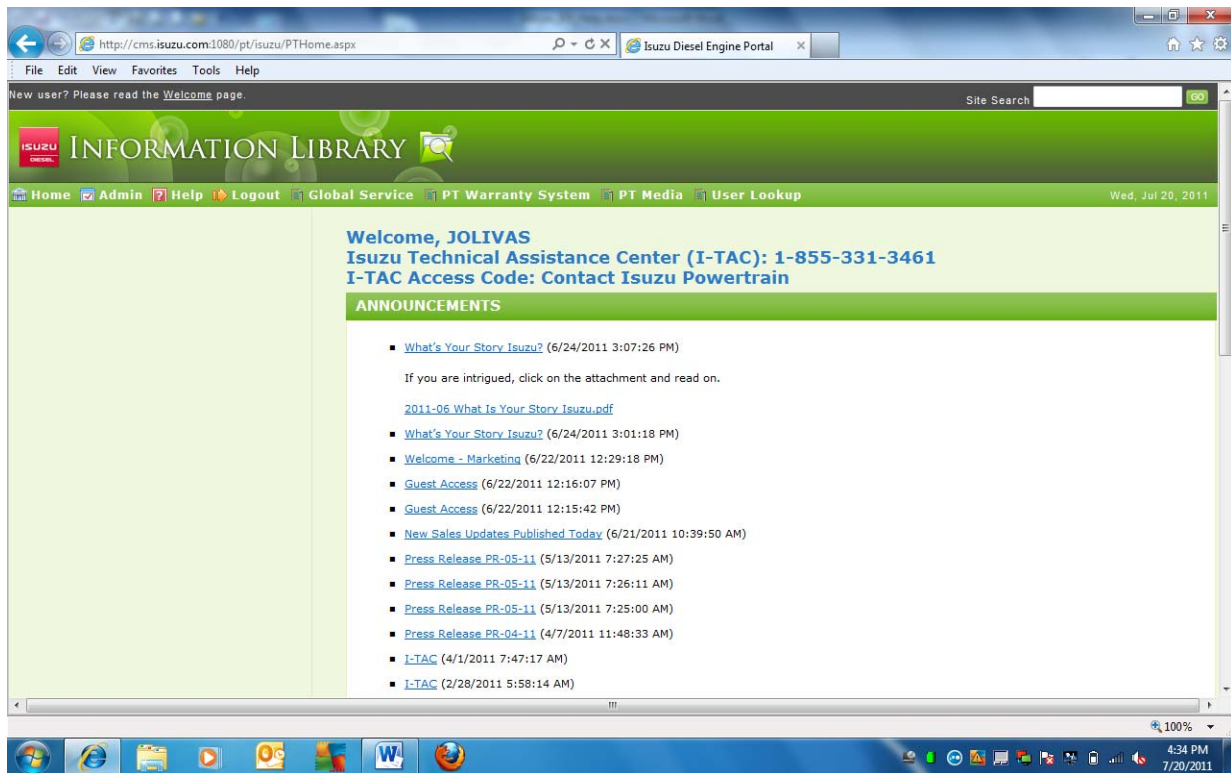 http://cms.isuzu.com:1080/pt/isuzu/PTHome.aspx
Isuzu Diesel Engine Portal
File Edit View Favorites Tools Help
New user? Please read the Welcome page.
Site Search GO
ISUZU DIESEL
INFORMATION LIBRARY
Home Admin Help Logout Global Service PT Warranty System PT Media User Lookup Wed, Jul 20, 2011
Welcome, JOLIVAS
Isuzu Technical Assistance Center (I-TAC): 1-855-331-3461
I-TAC Access Code: Contact Isuzu Powertrain
ANNOUNCEMENTS
What's Your Story Isuzu? (6/24/2011 3:07:26 PM)
If you are intrigued, click on the attachment and read on.
2011-06 What Is Your Story Isuzu.pdf
What's Your Story Isuzu? (6/24/2011 3:01:18 PM)
Welcome - Marketing (6/22/2011 12:29:18 PM)
Guest Access (6/22/2011 12:16:07 PM)
Guest Access (6/22/2011 12:15:42 PM)
New Sales Updates Published Today (6/21/2011 10:39:50 AM)
Press Release PR-05-11 (5/13/2011 7:27:25 AM)
Press Release PR-05-11 (5/13/2011 7:26:11 AM)
Press Release PR-05-11 (5/13/2011 7:25:00 AM)
Press Release PR-04-11 (4/7/2011 11:48:33 AM)
I-TAC (4/1/2011 7:47:17 AM)
I-TAC (2/28/2011 5:58:14 AM)
100%
4:34 PM
7/20/2011